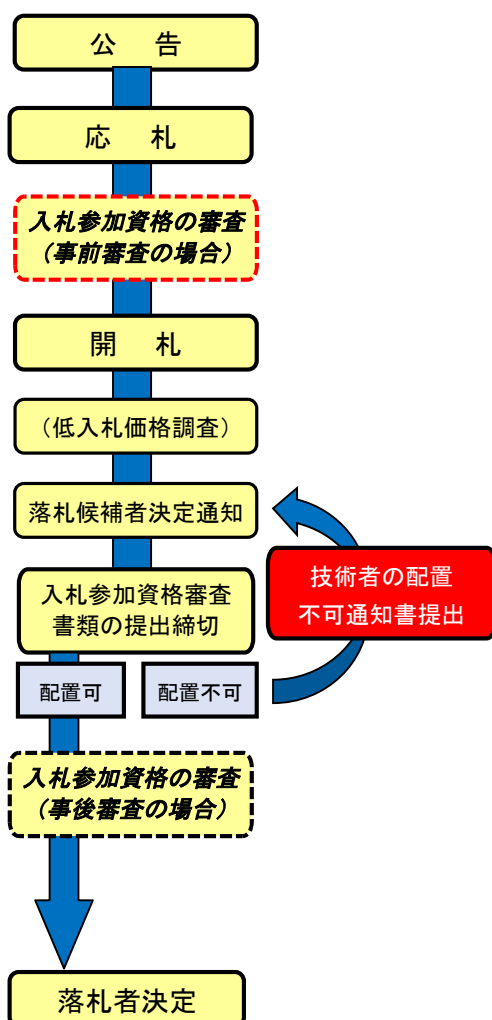 公　告
応　札
入札参加資格の審査
（事前審査の場合）
開　札
（低入札価格調査）
落札候補者決定通知
入札参加資格審査
書類の提出締切
技術者の配置
不可通知書提出
配置可
配置不可
入札参加資格の審査
（事後審査の場合）
落札者決定